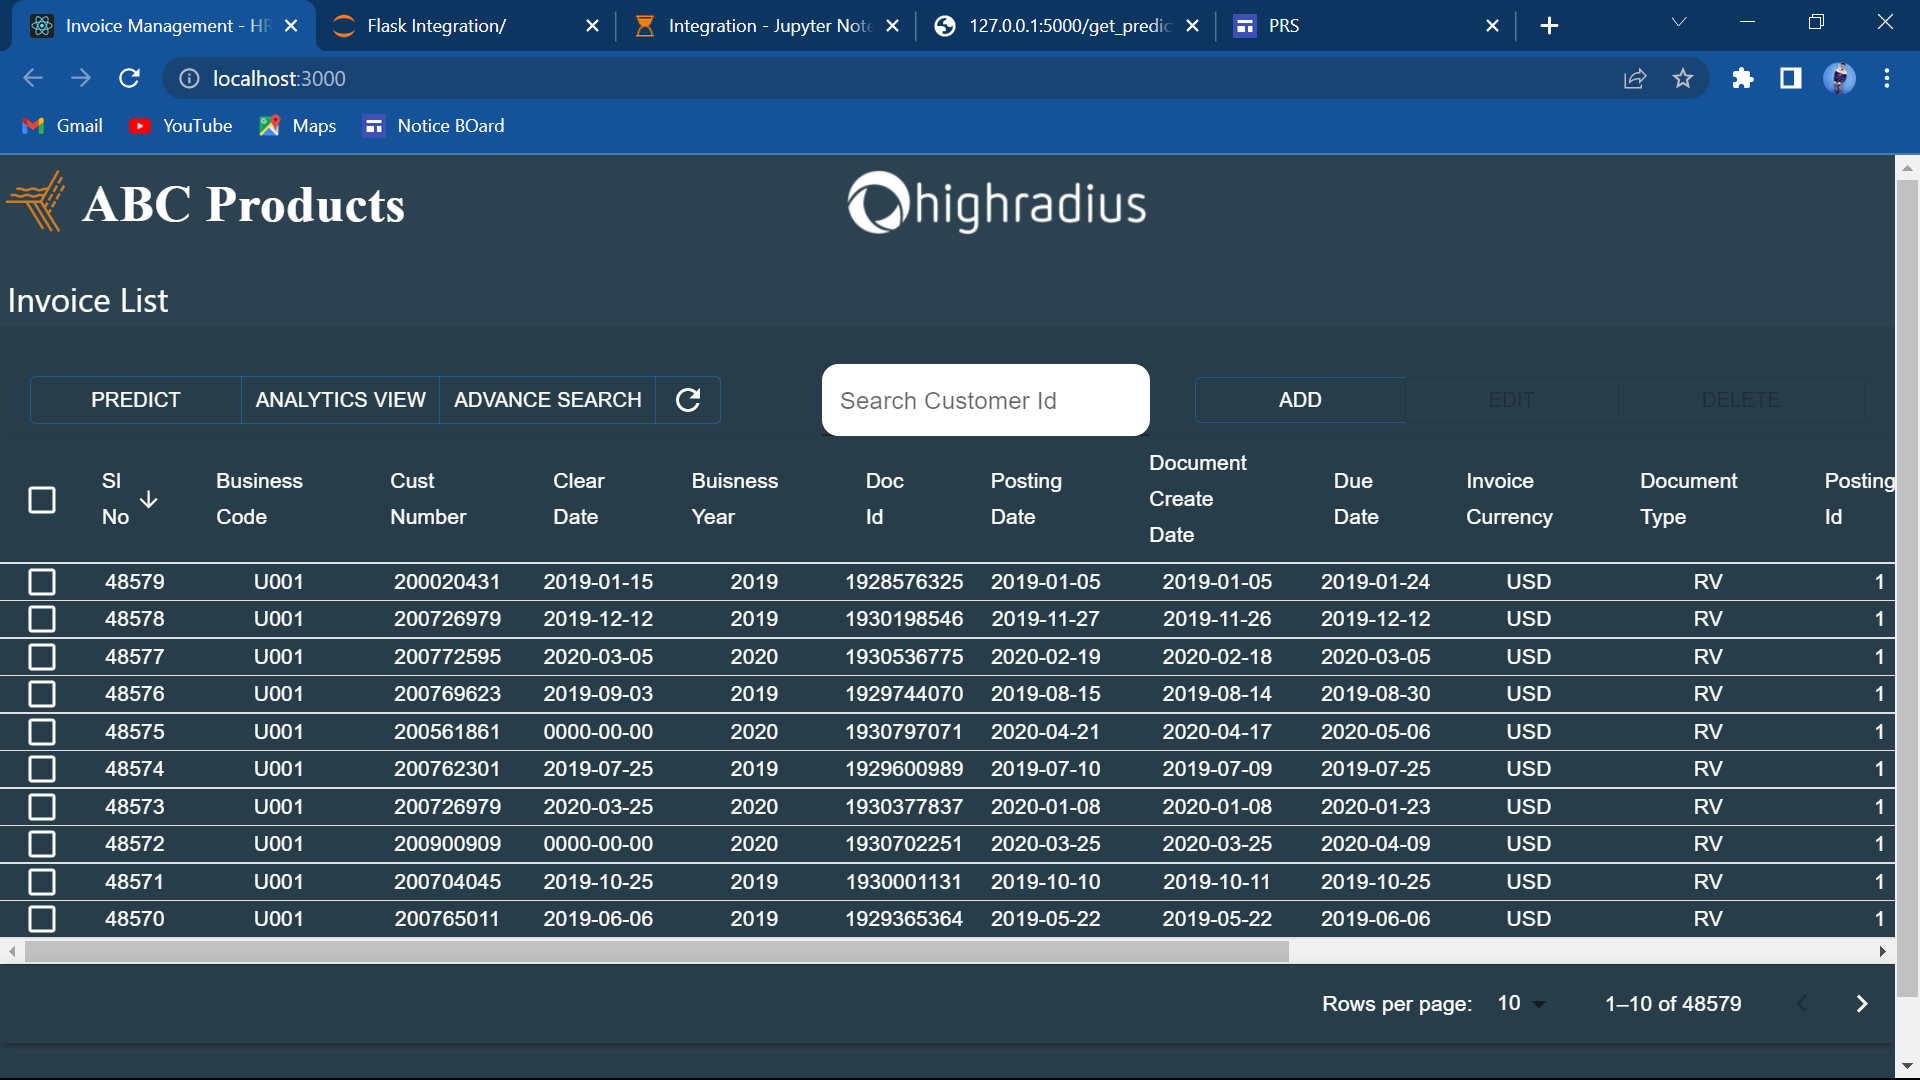 Invoice Management - HR
Flask Integration/
Integration - Jupyter Note
127.0.0.1:5000/get_predic
PRS
localhost:3000
Gmail
YouTube
Maps
Notice BOard
ABC Products
highradius
Invoice List
PREDICT
ANALYTICS VIEW
ADVANCE SEARCH
Search Customer Id
ADD
EDIT
DELETE
Sl No
Business Code
Cust Number
Clear Date
Buisness Year
Doc Id
Posting Date
Document Create Date
Due Date
Invoice Currency
Document Type
Posting Id
48579 U001 200020431 2019-01-15 2019 1928576325 2019-01-05 2019-01-05 2019-01-24 USD RV 1
48578 U001 200726979 2019-12-12 2019 1930198546 2019-11-27 2019-11-26 2019-12-12 USD RV 1
48577 U001 200772595 2020-03-05 2020 1930536775 2020-02-19 2020-02-18 2020-03-05 USD RV 1
48576 U001 200769623 2019-09-03 2019 1929744070 2019-08-15 2019-08-14 2019-08-30 USD RV 1
48575 U001 200561861 0000-00-00 2020 1930797071 2020-04-21 2020-04-17 2020-05-06 USD RV 1
48574 U001 200762301 2019-07-25 2019 1929600989 2019-07-10 2019-07-09 2019-07-25 USD RV 1
48573 U001 200726979 2020-03-25 2020 1930377837 2020-01-08 2020-01-08 2020-01-23 USD RV 1
48572 U001 200900909 0000-00-00 2020 1930702251 2020-03-25 2020-03-25 2020-04-09 USD RV 1
48571 U001 200704045 2019-10-25 2019 1930001131 2019-10-10 2019-10-11 2019-10-25 USD RV 1
48570 U001 200765011 2019-06-06 2019 1929365364 2019-05-22 2019-05-22 2019-06-06 USD RV 1
Rows per page: 10 1–10 of 48579